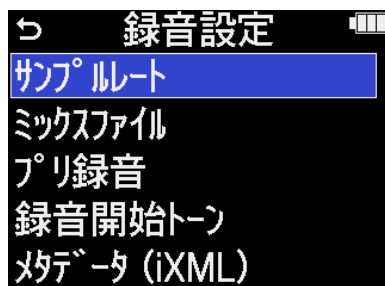 録音設定
サンプルレート
ミックスファイル
プリ録音
録音開始トーン
メタデータ (iXML)